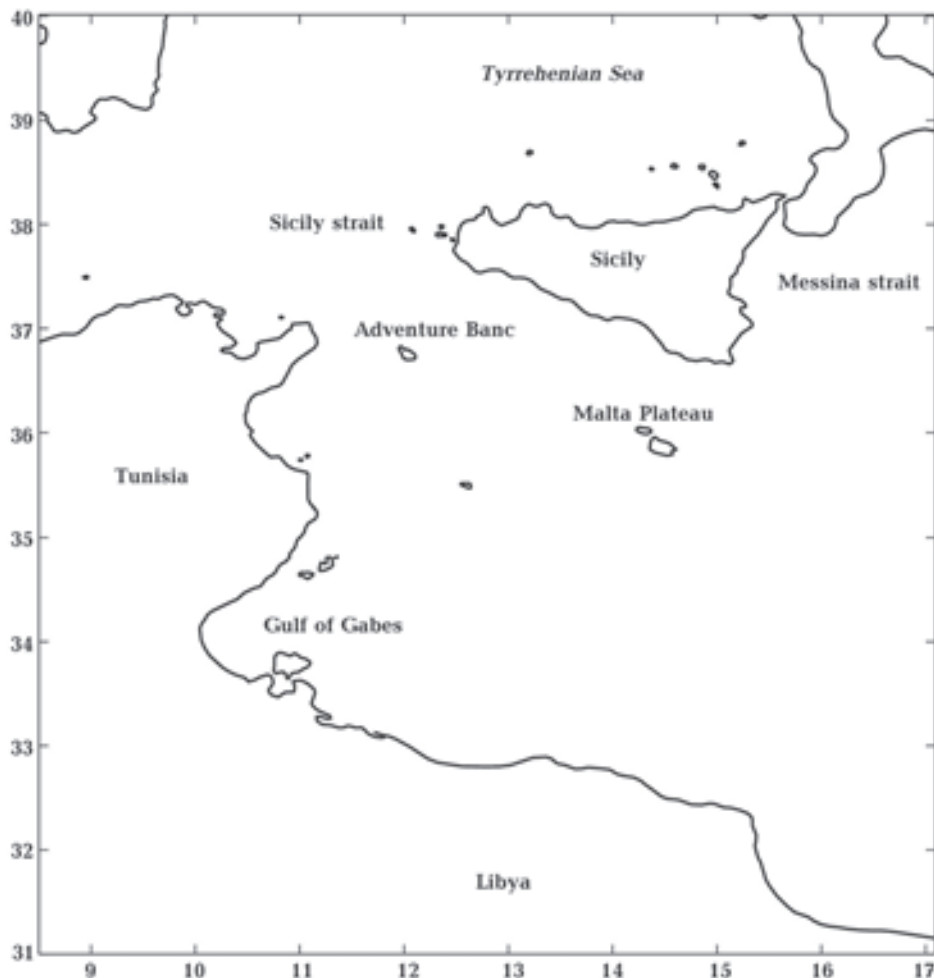 40
Tyrrehenian Sea
39
38
Sicily strait
Sicily
Messina strait
37
Adventure Banc
Malta Plateau
36
Tunisia
35
Gulf of Gabes
34
33
32
Libya
31
9 10 11 12 13 14 15 16 17